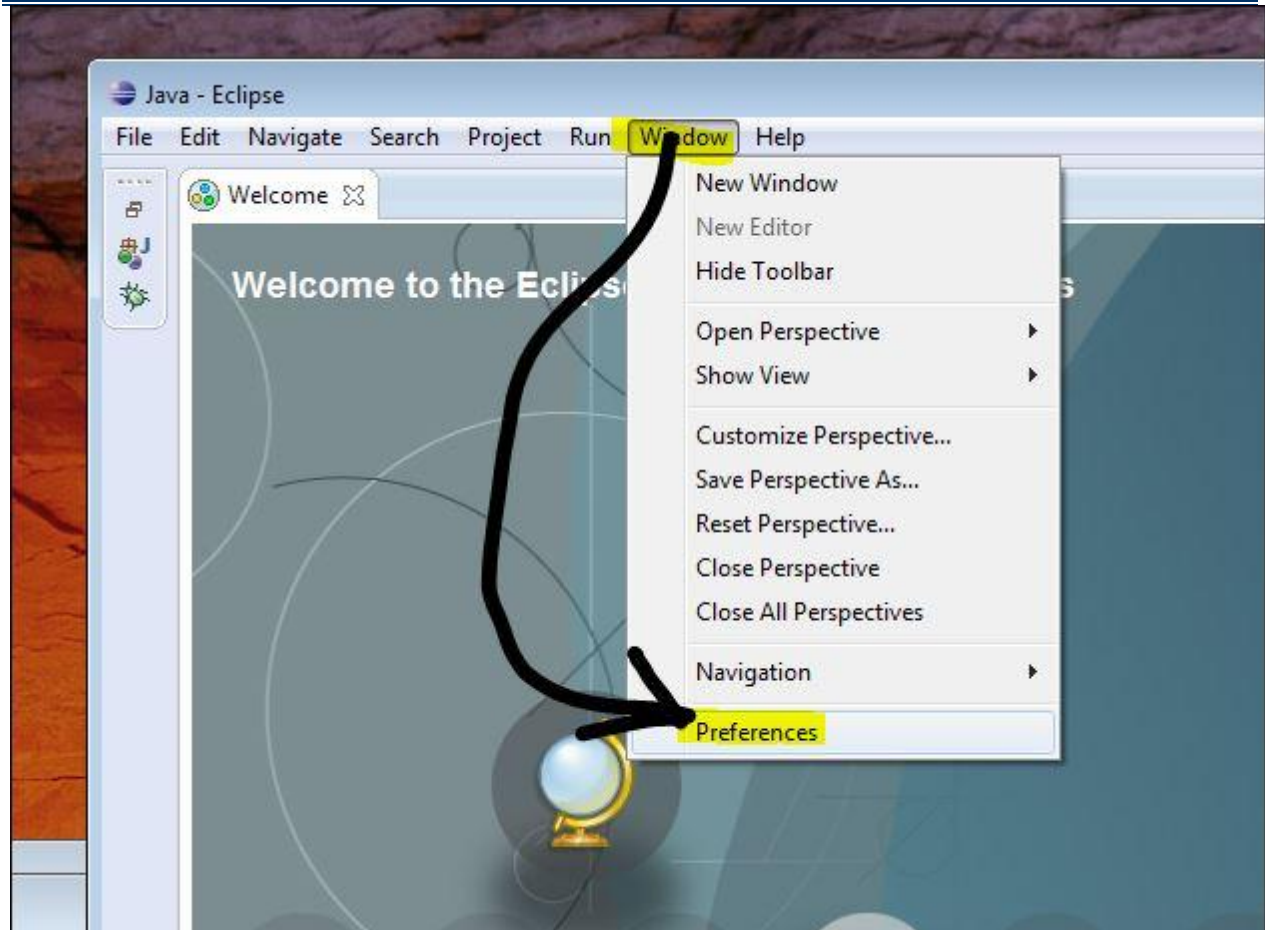 Java - Eclipse
File Edit Navigate Search Project Run Window Help
Welcome
New Window
New Editor
Hide Toolbar
Welcome to the Eclips s
Open Perspective
Show View
Customize Perspective...
Save Perspective As...
Reset Perspective...
Close Perspective
Close All Perspectives
Navigation
Preferences